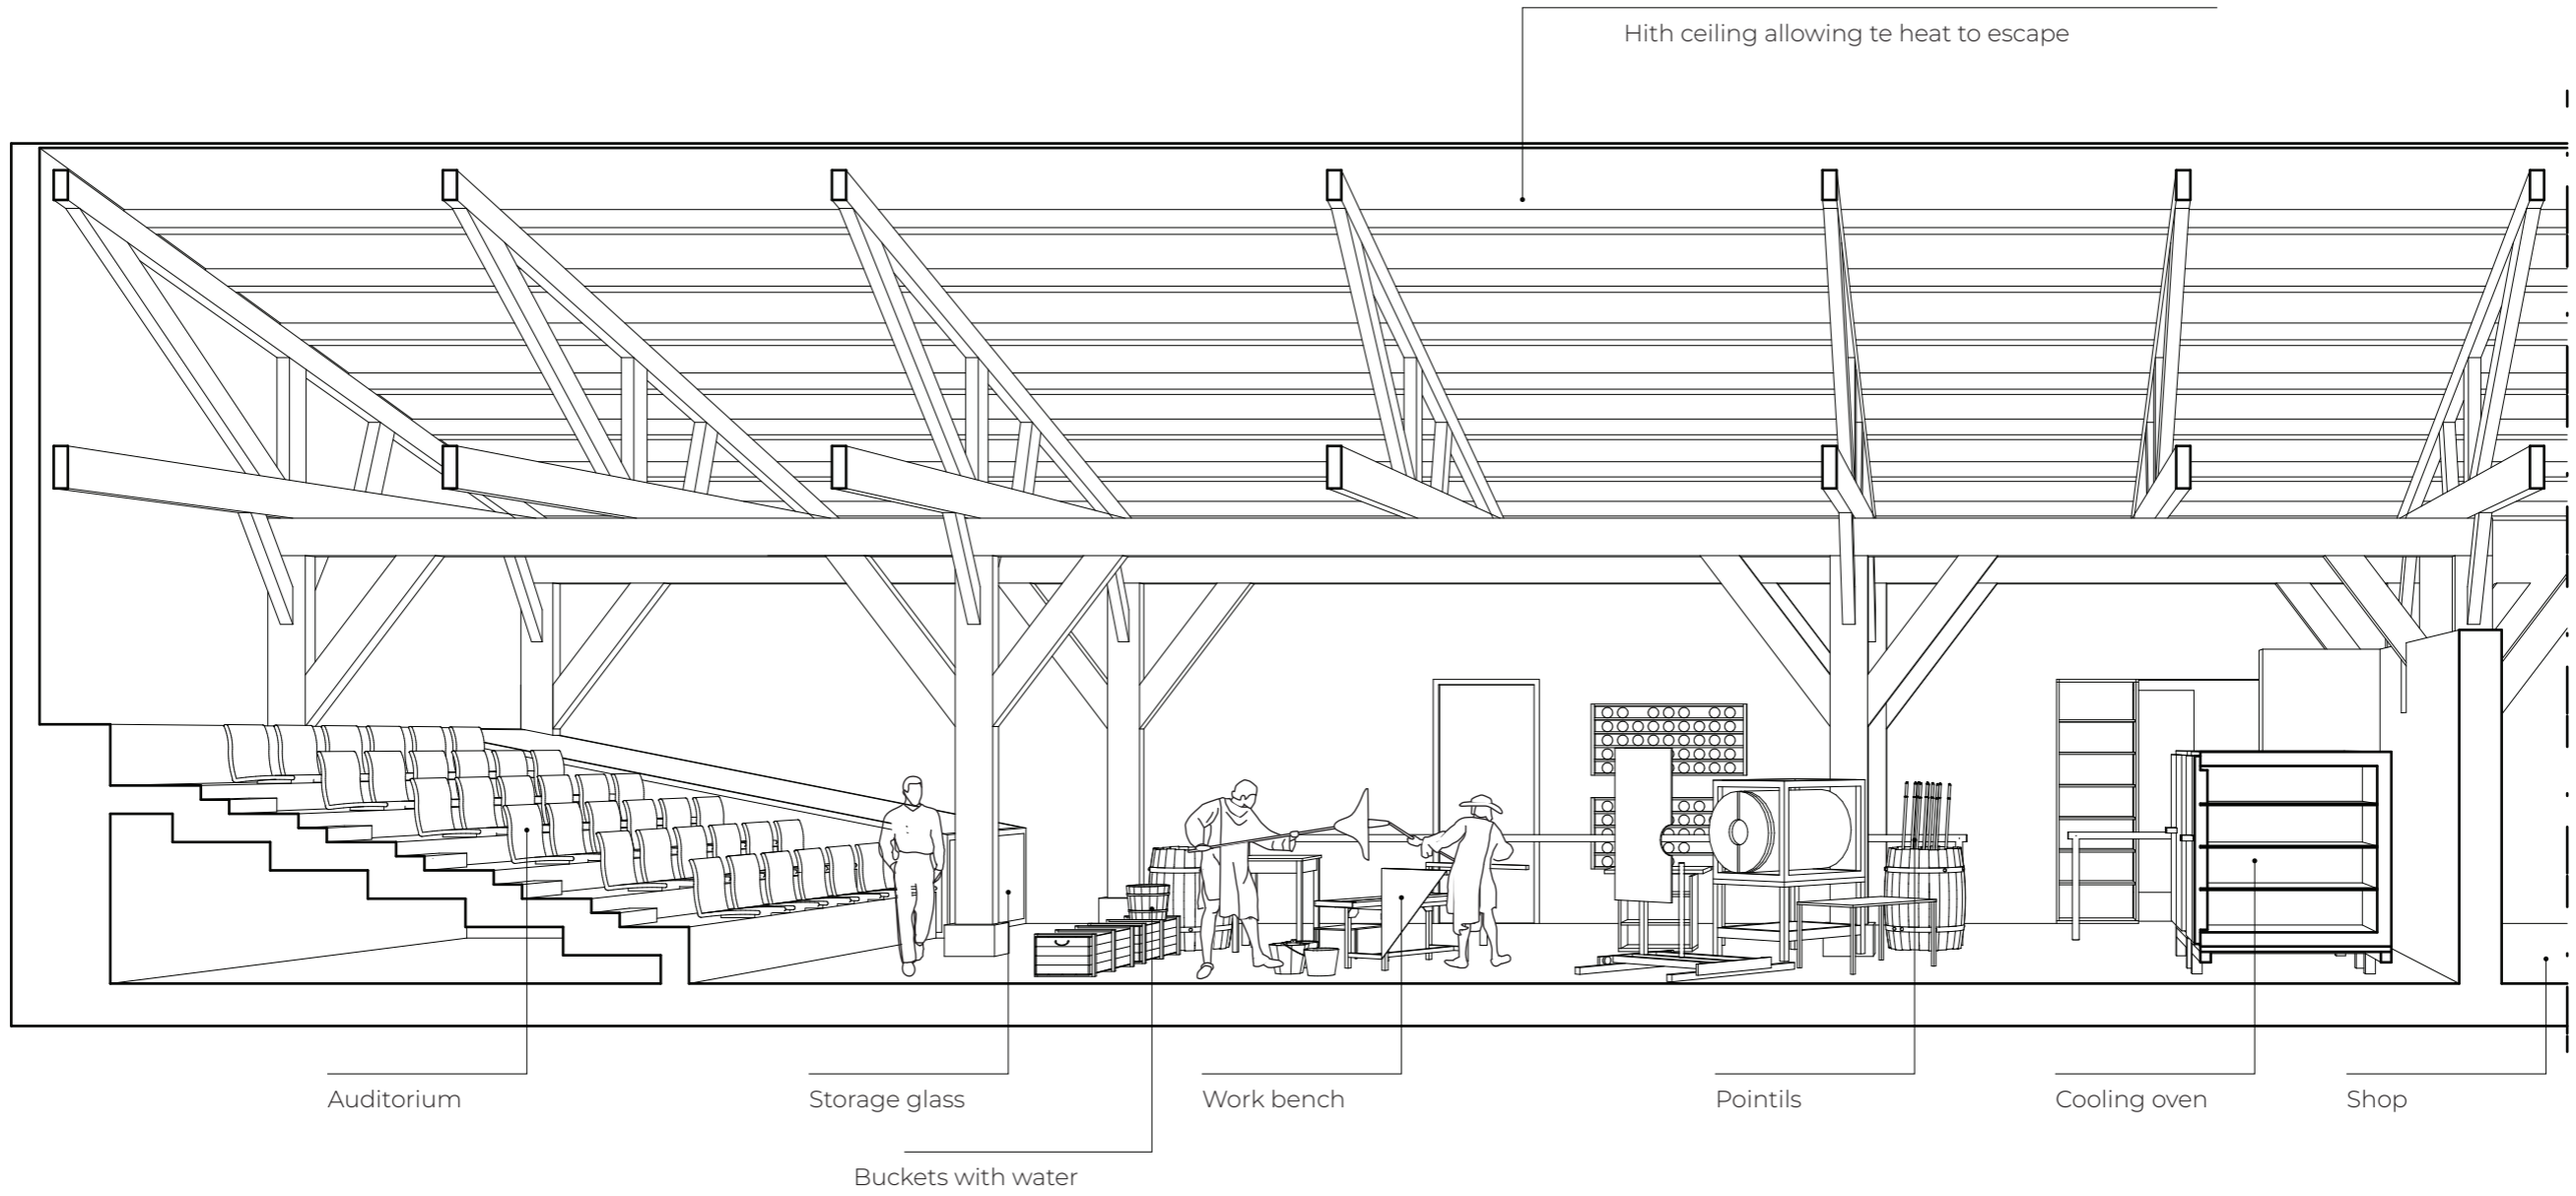 Hith ceiling allowing te heat to escape
Auditorium
Storage glass
Work bench
Pointils
Cooling oven
Shop
Buckets with water